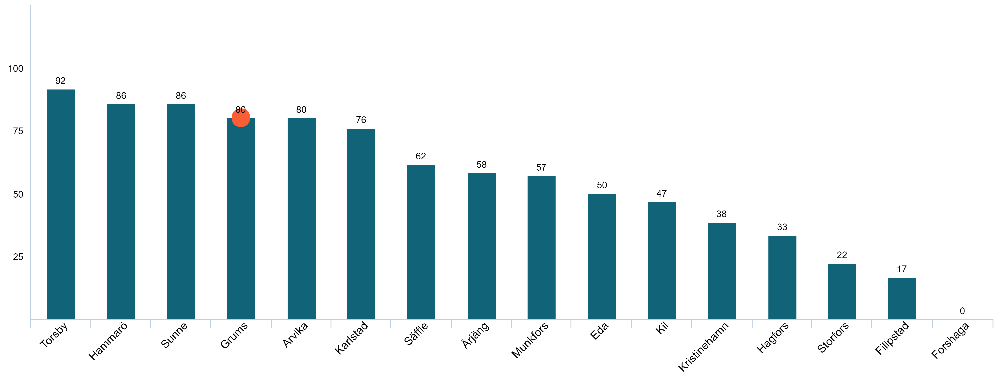 100
75
50
25
92
86
86
80
80
76
62
58
57
50
47
38
33
22
17
0
Torsby
Hammarö
Sunne
Grums
Arvika
Karlstad
Säffle
Årjäng
Munkfors
Eda
Kil
Kristinehamn
Hagfors
Storfors
Filipstad
Forshaga